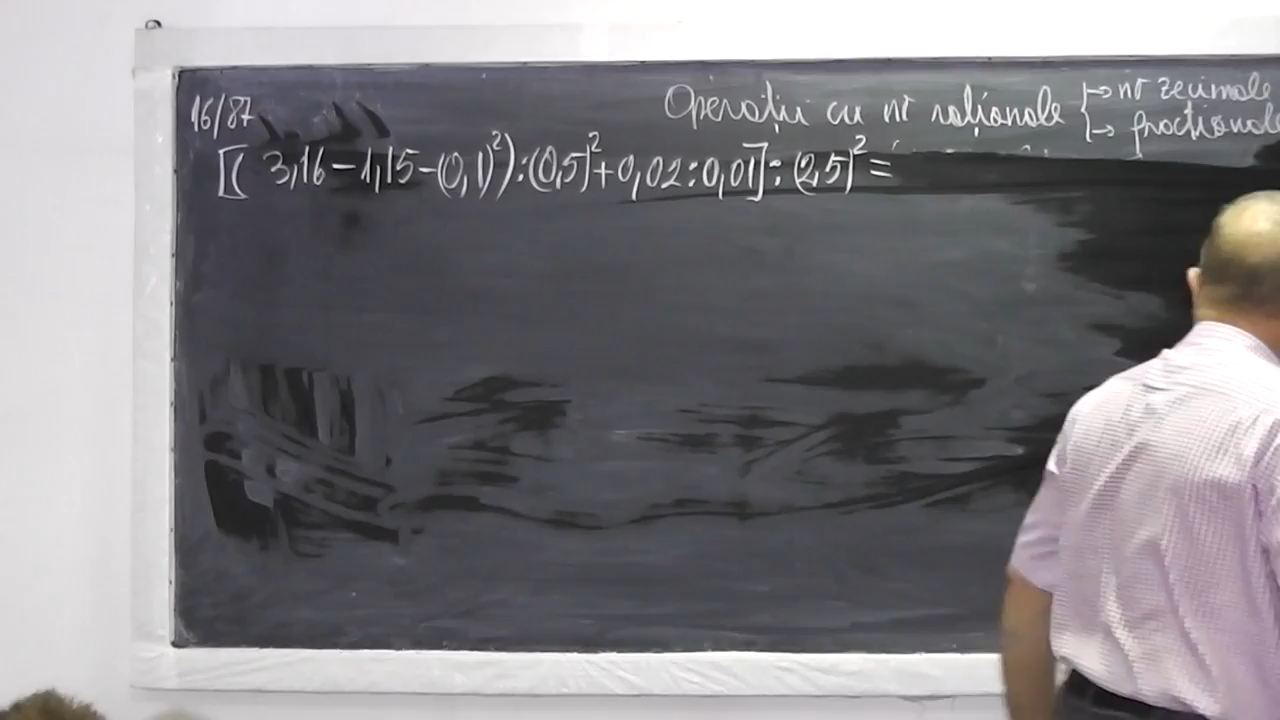 16/87
Operații cu nr raționale { → nr zecimale
→ fracționale
[( 3,16 - 1,15 - (0,1)²) : (0,5)² + 0,02 : 0,01] : (2,5)² =